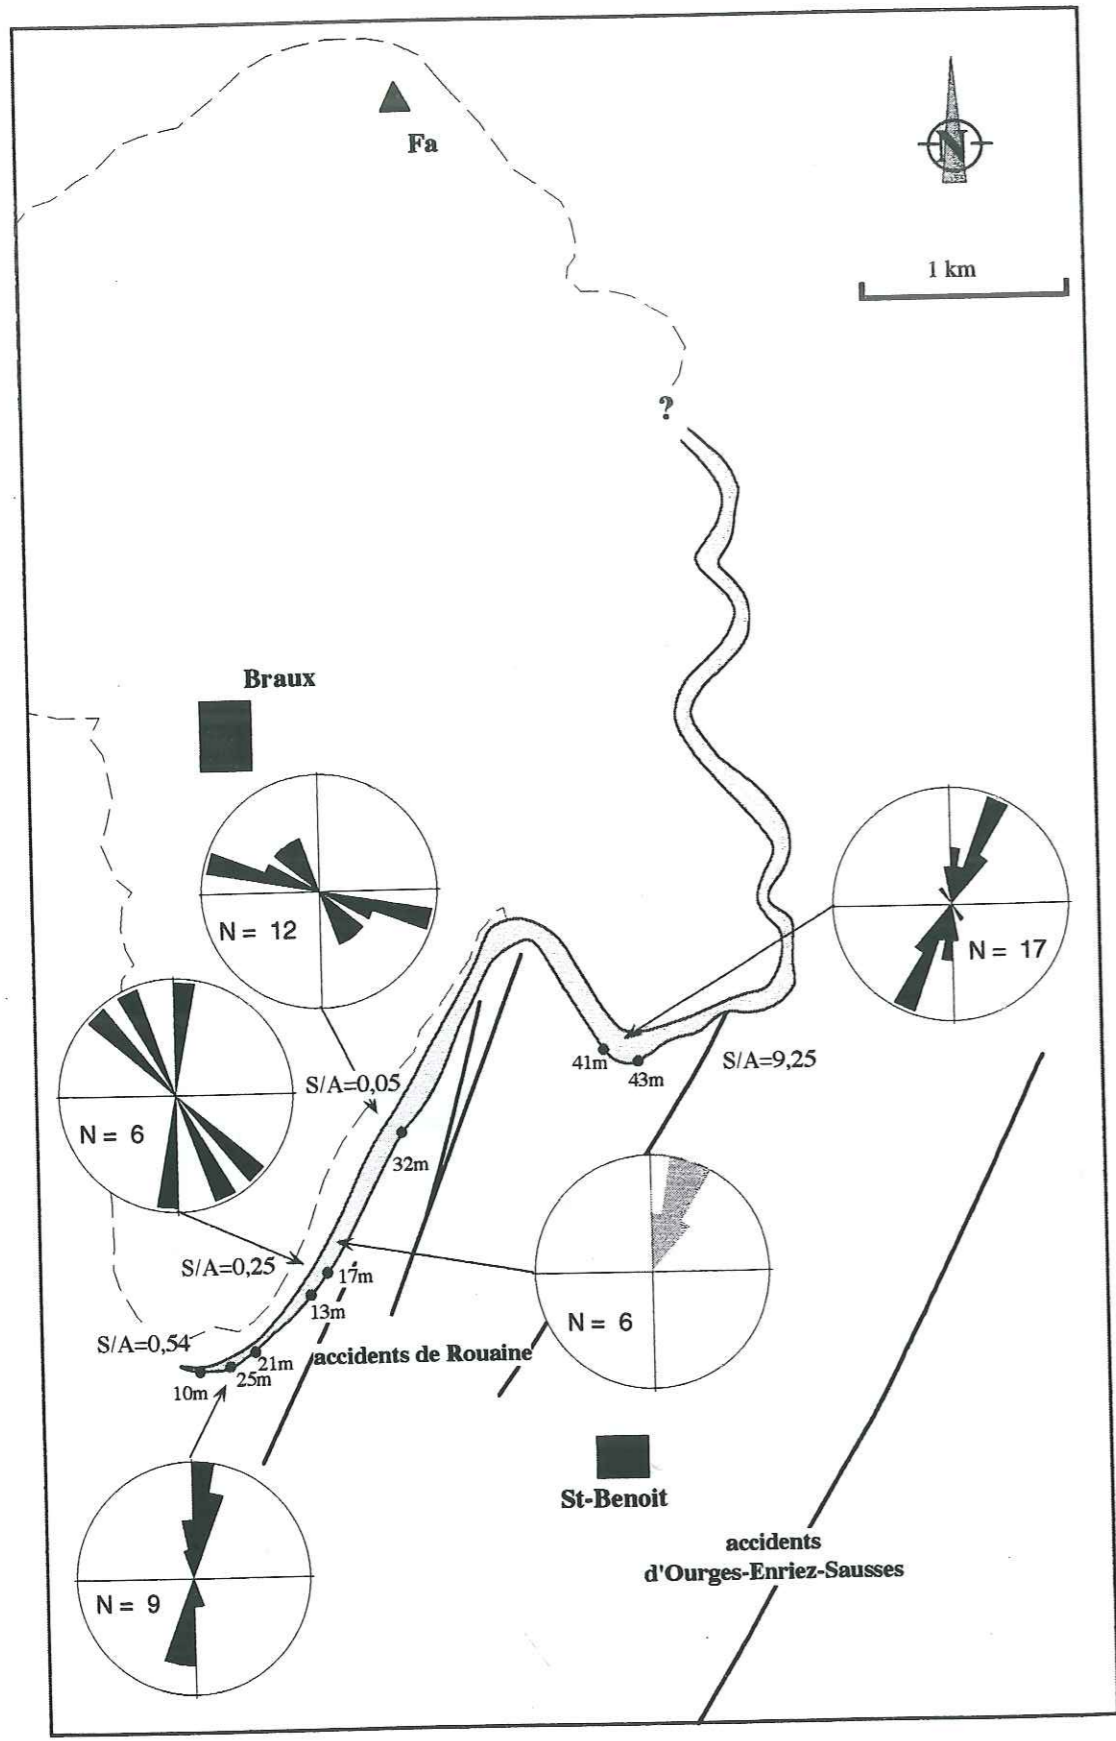 Fa
N
1 km
?
Braux
N = 12
N = 17
S/A=0,05
41m
43m
S/A=9,25
N = 6
32m
S/A=0,25
17m
13m
N = 6
S/A=0,54
21m
accidents de Rouaine
25m
10m
St-Benoit
accidents
d'Ourges-Enriez-Sausses
N = 9